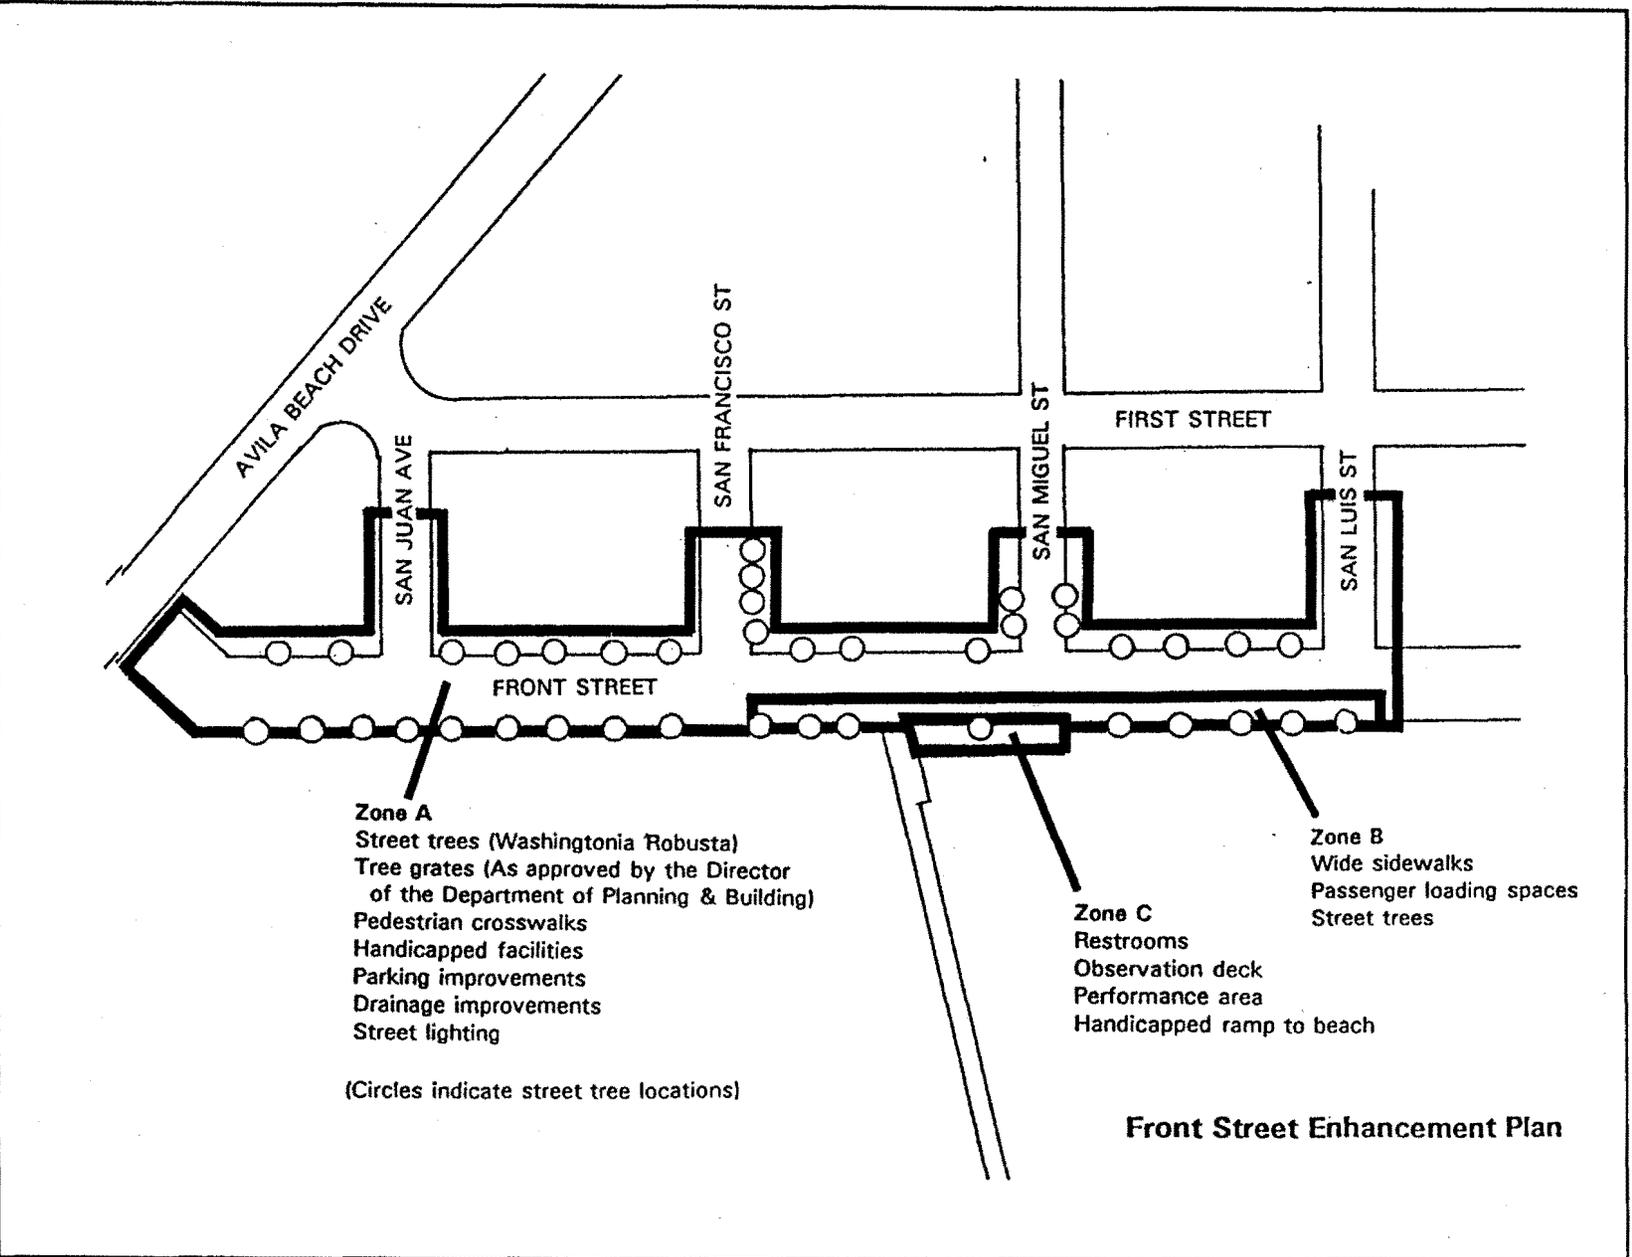 SAN FRANCISCO ST
AVILA BEACH DRIVE
SAN JUAN AVE
SAN MIGUEL ST
FIRST STREET
SAN LUIS ST
FRONT STREET
Zone A
Street trees (Washingtonia Robusta)
Tree grates (As approved by the Director
of the Department of Planning & Building)
Pedestrian crosswalks
Handicapped facilities
Parking improvements
Drainage improvements
Street lighting
(Circles indicate street tree locations)
Zone C
Restrooms
Observation deck
Performance area
Handicapped ramp to beach
Zone B
Wide sidewalks
Passenger loading spaces
Street trees
Front Street Enhancement Plan